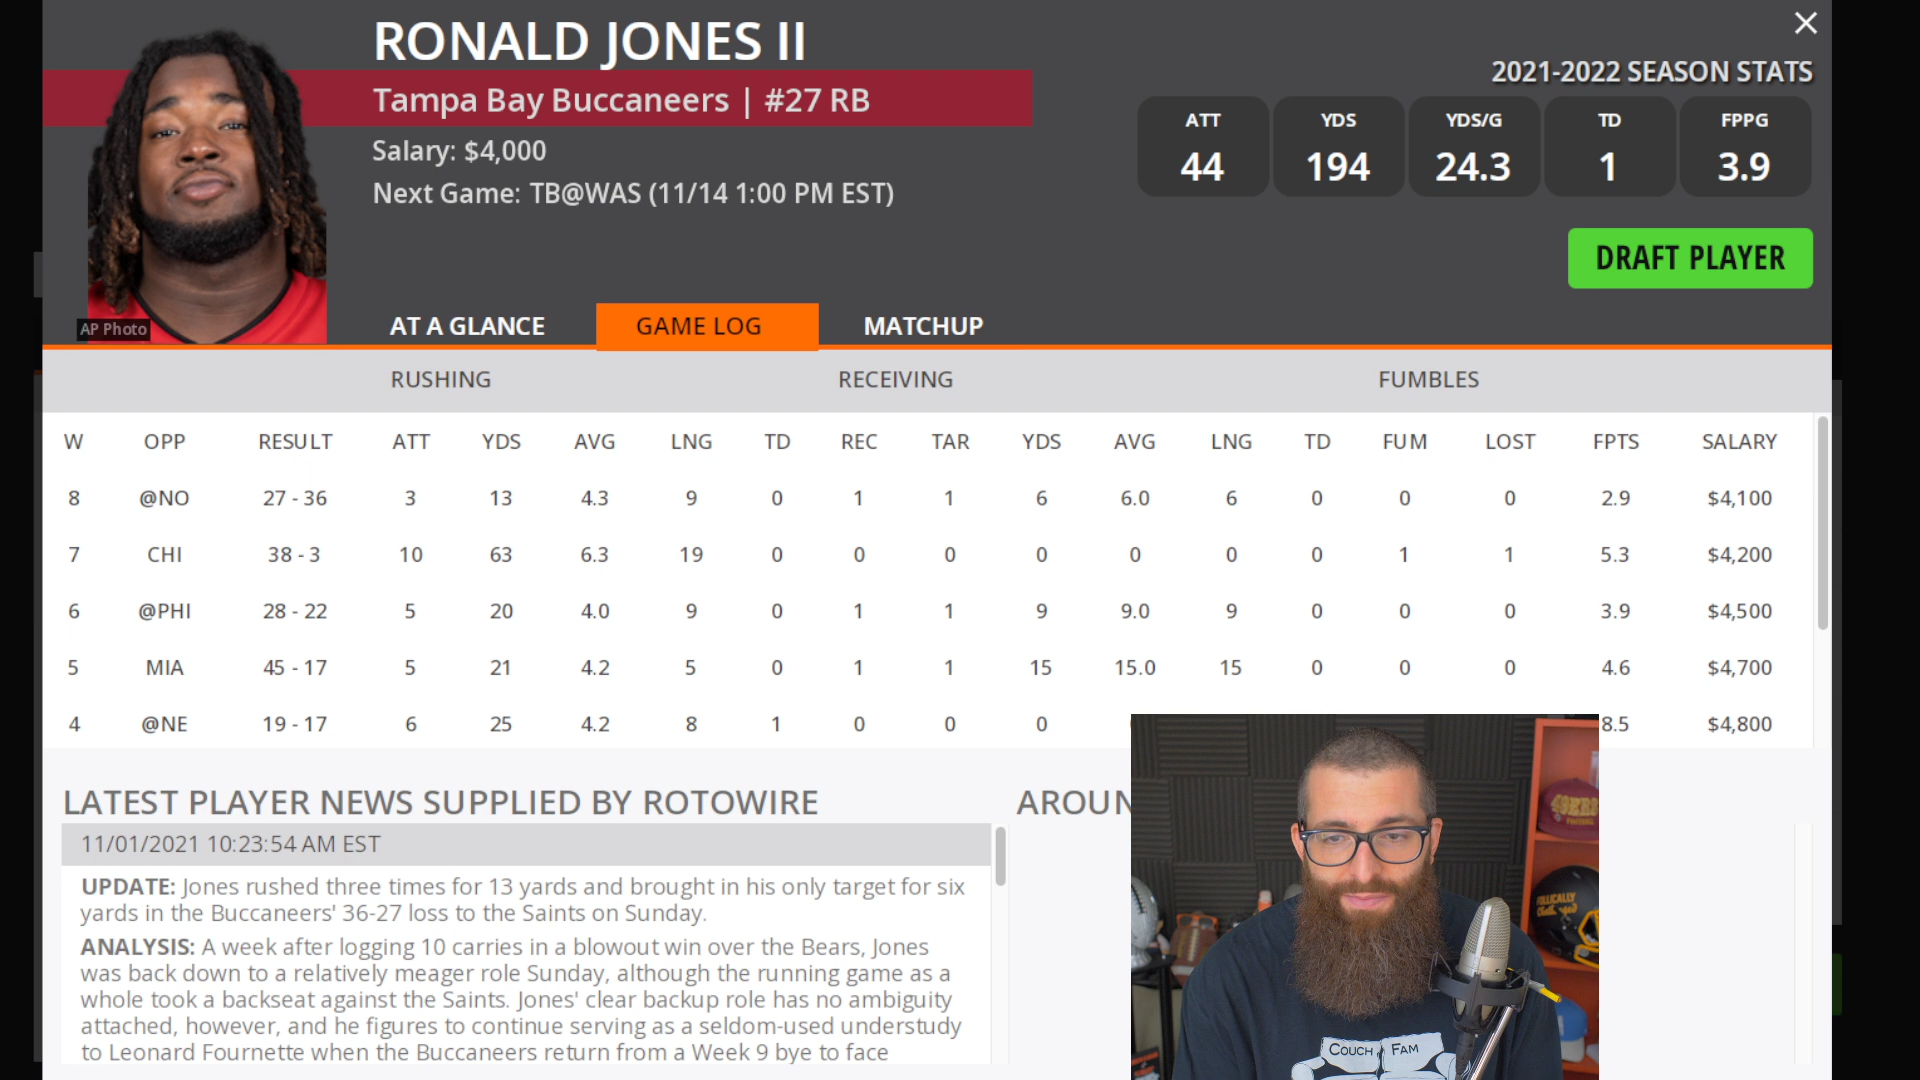 RONALD JONES II
Tampa Bay Buccaneers | #27 RB
Salary: $4,000
Next Game: TB@WAS (11/14 1:00 PM EST)
2021-2022 SEASON STATS
ATT YDS YDS/G TD FPPG
44 194 24.3 1 3.9
DRAFT PLAYER
AP Photo
AT A GLANCE GAME LOG MATCHUP
RUSHING RECEIVING FUMBLES
W OPP RESULT ATT YDS AVG LNG TD REC TAR YDS AVG LNG TD FUM LOST FPTS SALARY
8 @NO 27 - 36 3 13 4.3 9 0 1 1 6 6.0 6 0 0 0 2.9 $4,100
7 CHI 38 - 3 10 63 6.3 19 0 0 0 0 0 0 0 1 1 5.3 $4,200
6 @PHI 28 - 22 5 20 4.0 9 0 1 1 9 9.0 9 0 0 0 3.9 $4,500
5 MIA 45 - 17 5 21 4.2 5 0 1 1 15 15.0 15 0 0 0 4.6 $4,700
4 @NE 19 - 17 6 25 4.2 8 1 0 0 0 8.5 $4,800
LATEST PLAYER NEWS SUPPLIED BY ROTOWIRE
AROUN
11/01/2021 10:23:54 AM EST
UPDATE: Jones rushed three times for 13 yards and brought in his only target for six
yards in the Buccaneers' 36-27 loss to the Saints on Sunday.
ANALYSIS: A week after logging 10 carries in a blowout win over the Bears, Jones
was back down to a relatively meager role Sunday, although the running game as a
whole took a backseat against the Saints. Jones' clear backup role has no ambiguity
attached, however, and he figures to continue serving as a seldom-used understudy
to Leonard Fournette when the Buccaneers return from a Week 9 bye to face
49ERS
FOOTBALL
FOLLICALLY
Challenged
COUCH FAM